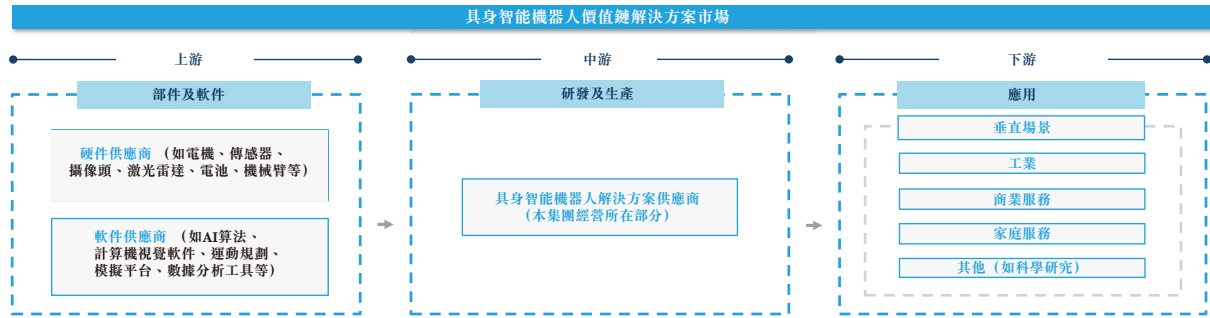 具身智能機器人價值鏈解決方案市場
上游
部件及軟件
硬件供應商（如電機、傳感器、
攝像頭、激光雷達、電池、機械臂等）
軟件供應商（如AI算法、
計算機視覺軟件、運動規劃、
模擬平台、數據分析工具等）
中游
研發及生產
具身智能機器人解決方案供應商
（本集團經營所在部分）
下游
應用
垂直場景
工業
商業服務
家庭服務
其他（如科學研究）